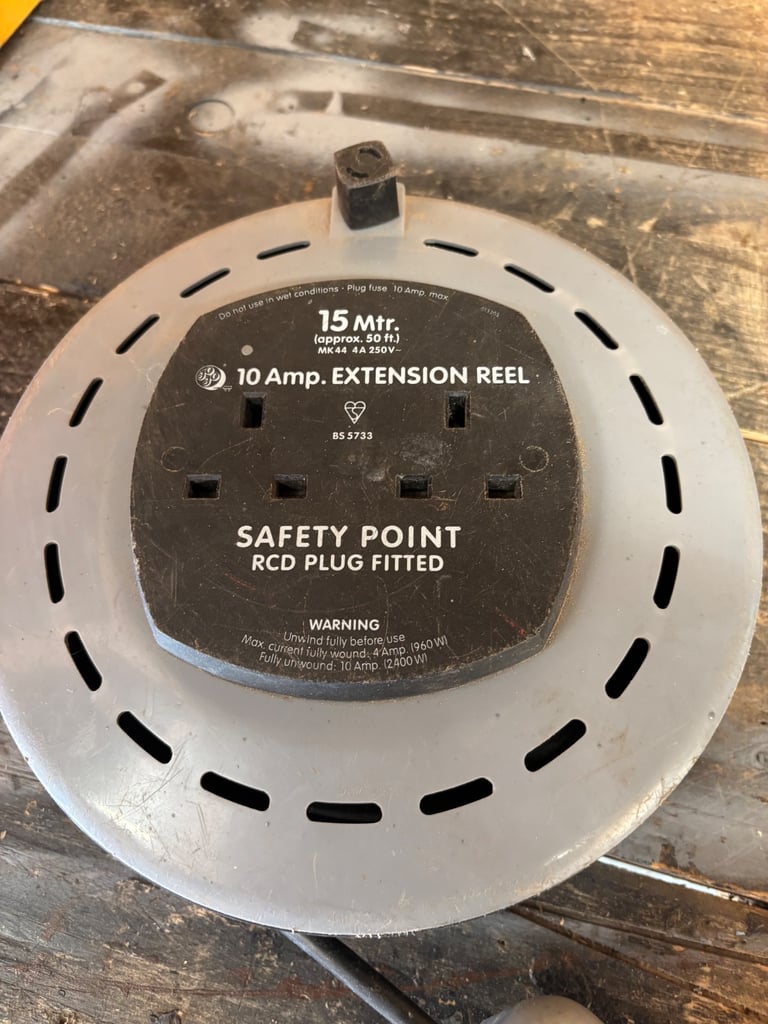 Do not use in wet conditions · Plug fuse 10 Amp. max
15 Mtr.
(approx. 50 ft.)
MK44 4A 250V~
10 Amp. EXTENSION REEL
BS 5733
SAFETY POINT
RCD PLUG FITTED
WARNING
Unwind fully before use
Max. current fully wound: 4 Amp. (960 W)
Fully unwound: 10 Amp. (2400 W)